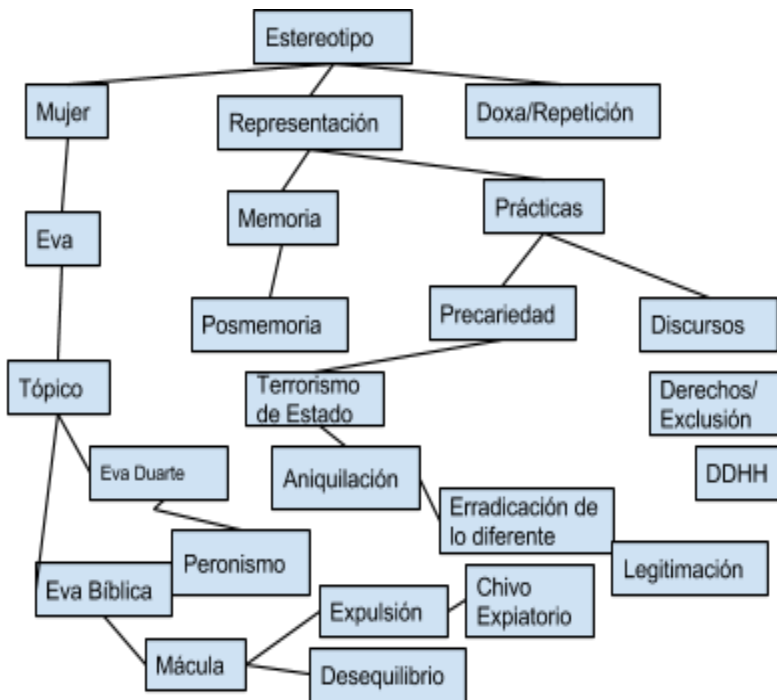 Estereotipo
Mujer
Representación
Doxa/Repetición
Memoria
Prácticas
Eva
Posmemoria
Precariedad
Discursos
Tópico
Terrorismo
de Estado
Derechos/
Exclusión
Eva Duarte
Aniquilación
DDHH
Erradicación de
lo diferente
Peronismo
Legitimación
Eva Bíblica
Expulsión
Chivo
Expiatorio
Mácula
Desequilibrio